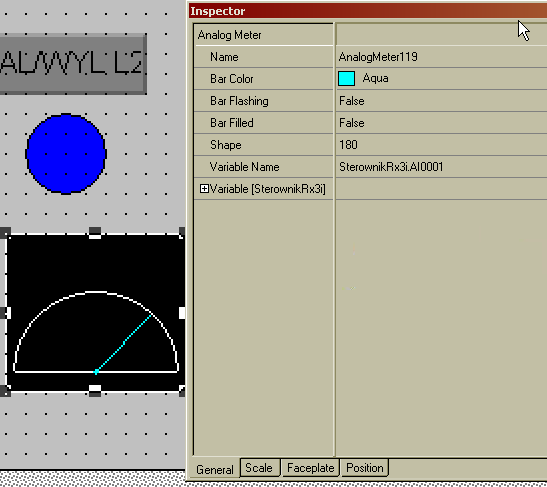 AL/WYL L2
Inspector
Analog Meter
Name AnalogMeter119
Bar Color Aqua
Bar Flashing False
Bar Filled False
Shape 180
Variable Name SterownikRx3i.AI0001
Variable [SterownikRx3i]
General Scale Faceplate Position